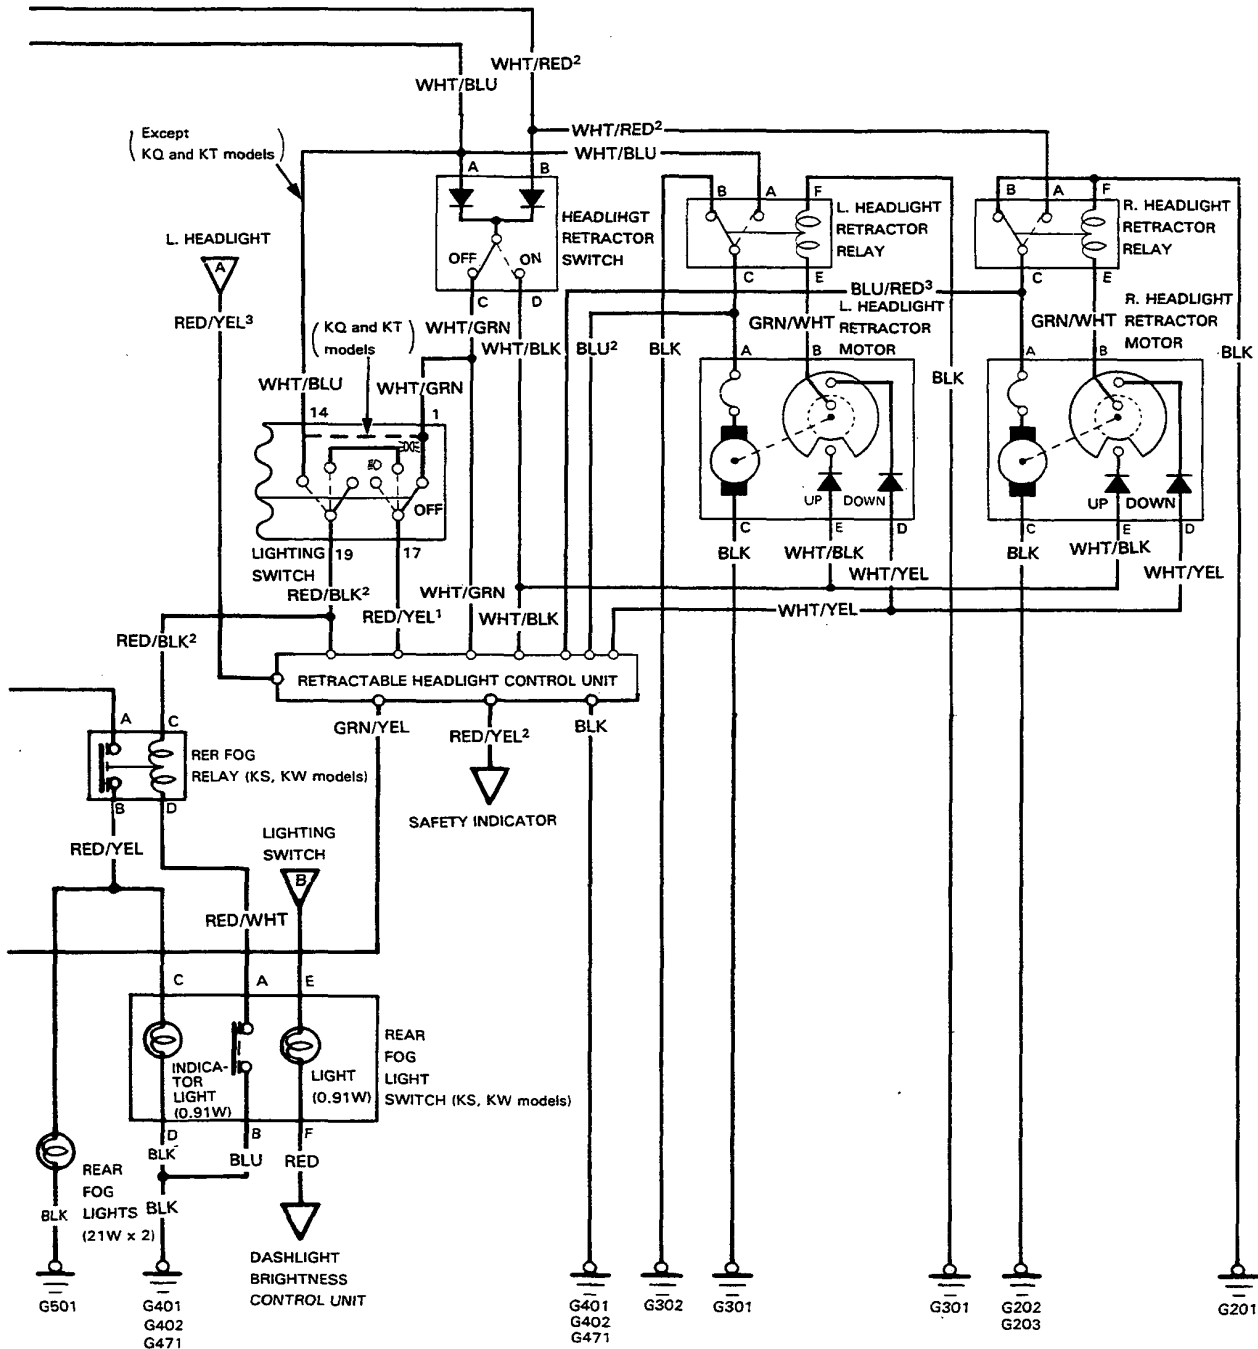 WHT/RED2
WHT/BLU
WHT/RED2
WHT/BLU
(Except
KQ and KT models)
A
B
HEADLIHGT
RETRACTOR
SWITCH
OFF
ON
C
D
B
A
F
L. HEADLIGHT
RETRACTOR
RELAY
C
E
B
A
F
R. HEADLIGHT
RETRACTOR
RELAY
C
E
L. HEADLIGHT
A
RED/YEL3
(KQ and KT
models)
WHT/GRN
WHT/BLK
BLU2
BLK
BLU/RED3
GRN/WHT
L. HEADLIGHT
RETRACTOR
MOTOR
BLK
GRN/WHT
R. HEADLIGHT
RETRACTOR
MOTOR
BLK
WHT/BLU
WHT/GRN
14
1
OFF
LIGHTING
SWITCH
19
17
A
B
UP
DOWN
C
E
D
A
B
UP
DOWN
C
E
D
BLK
WHT/BLK
WHT/YEL
BLK
WHT/BLK
WHT/YEL
RED/BLK2
RED/YEL1
WHT/GRN
WHT/BLK
WHT/YEL
RED/BLK2
RETRACTABLE HEADLIGHT CONTROL UNIT
GRN/YEL
RED/YEL2
BLK
SAFETY INDICATOR
A
C
RER FOG
RELAY (KS, KW models)
B
D
RED/YEL
LIGHTING
SWITCH
B
RED/WHT
C
A
E
INDICA-
TOR
LIGHT
(0.91W)
LIGHT
(0.91W)
REAR
FOG
LIGHT
SWITCH (KS, KW models)
D
B
F
BLK
BLU
RED
REAR
FOG
LIGHTS
(21W x 2)
BLK
BLK
DASHLIGHT
BRIGHTNESS
CONTROL UNIT
G501
G401
G402
G471
G401
G402
G471
G302
G301
G301
G202
G203
G201